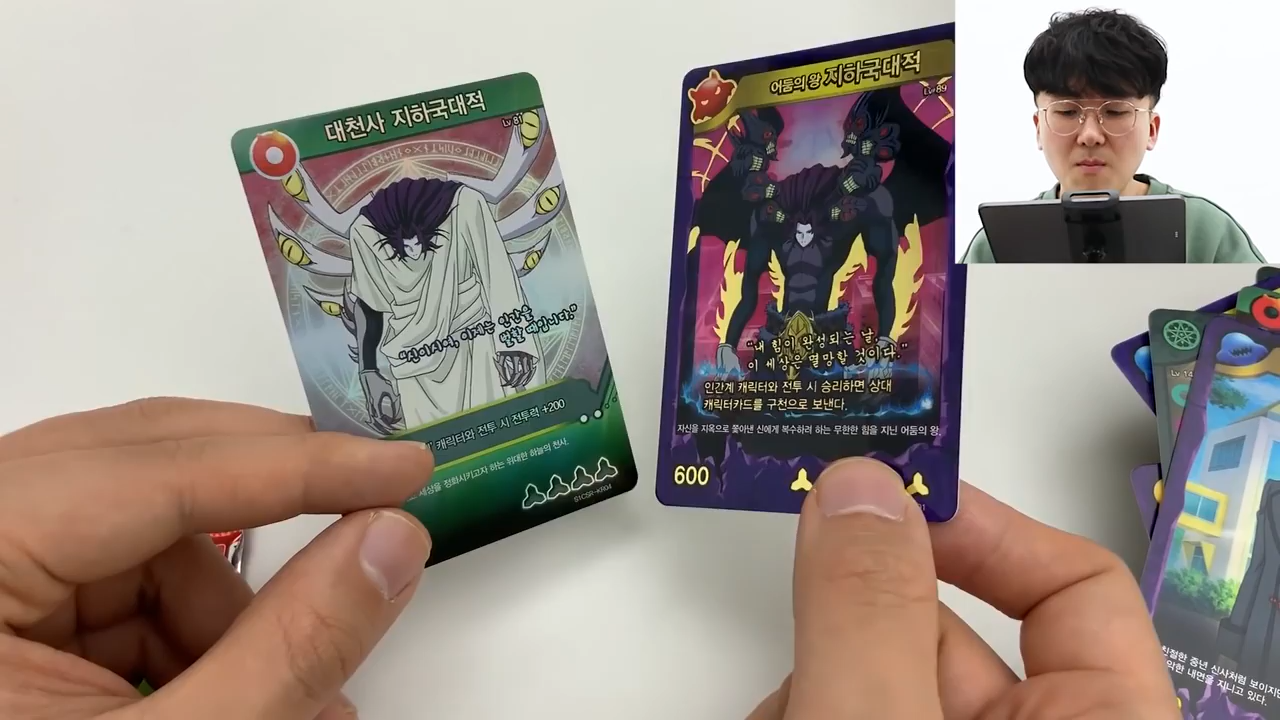 대천사 지하국대적
Lv 81
"신이시여, 이제는 인간을
벌할 때입니다."
캐릭터와 전투 시 전투력 +200
세상을 정화시키고자 하는 위대한 하늘의 천사.
S1CSR-KR04
어둠의 왕 지하국대적
Lv 89
"내 힘이 완성되는 날,
이 세상은 멸망할 것이다."
인간계 캐릭터와 전투 시 승리하면 상대
캐릭터카드를 구천으로 보낸다.
자신을 지옥으로 쫓아낸 신에게 복수하려 하는 무한한 힘을 지닌 어둠의 왕.
600
Lv 14
친절한 중년 신사처럼 보이지만
악한 내면을 지니고 있다.